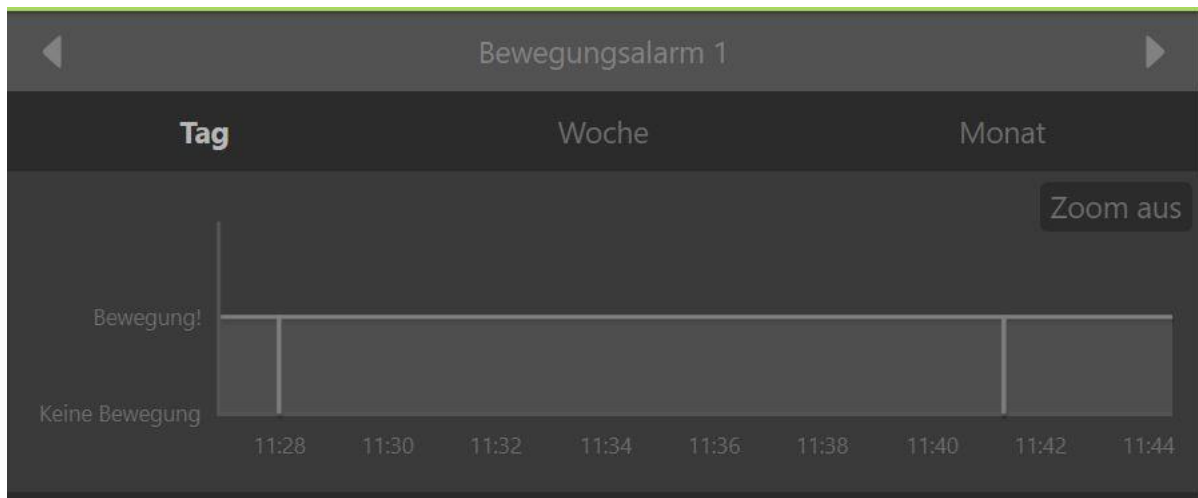 Bewegungsalarm 1
Tag Woche Monat
Zoom aus
Bewegung!
Keine Bewegung
11:28 11:30 11:32 11:34 11:36 11:38 11:40 11:42 11:44